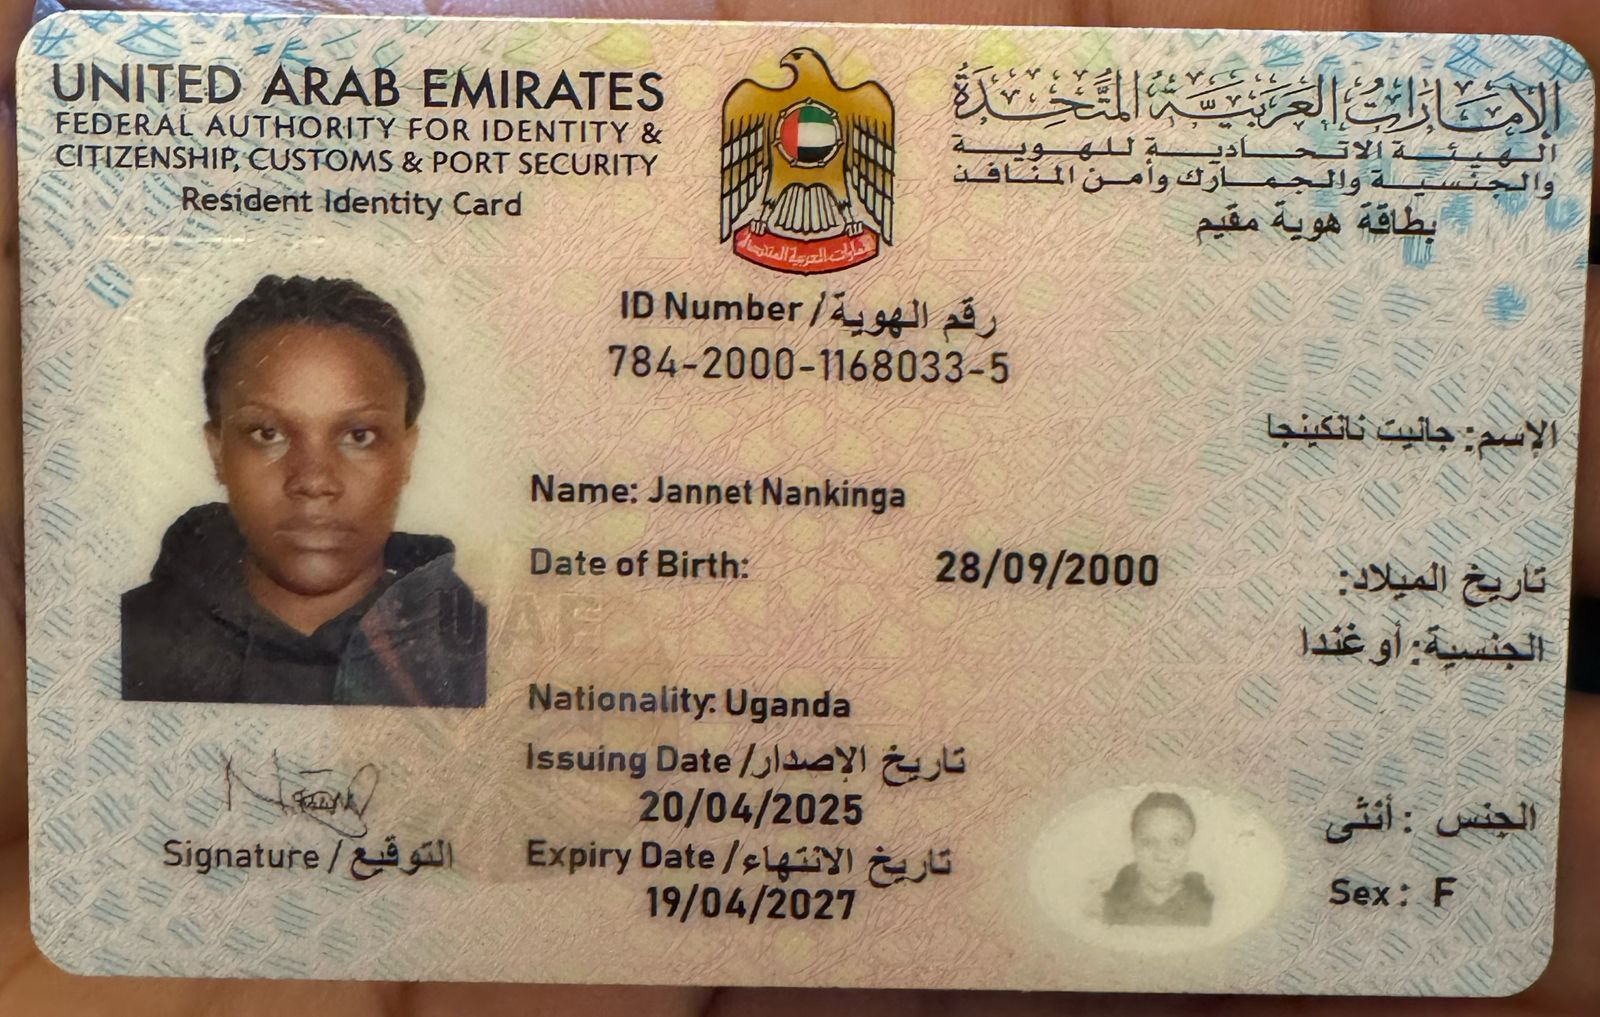 UNITED ARAB EMIRATES
FEDERAL AUTHORITY FOR IDENTITY &
CITIZENSHIP, CUSTOMS & PORT SECURITY
Resident Identity Card
الإمارات العربية المتحدة
الهيئة الاتحادية للهوية
والجنسية والجمارك وأمن المنافذ
بطاقة هوية مقيم
ID Number / رقم الهوية
784-2000-1168033-5
الإسم: جانيت نانكينجا
Name: Jannet Nankinga
Date of Birth: 28/09/2000 تاريخ الميلاد:
الجنسية: أوغندا
UAE
Nationality: Uganda
Issuing Date / تاريخ الإصدار
20/04/2025
الجنس : أنثى
Signature / التوقيع
Expiry Date / تاريخ الانتهاء
19/04/2027
Sex : F